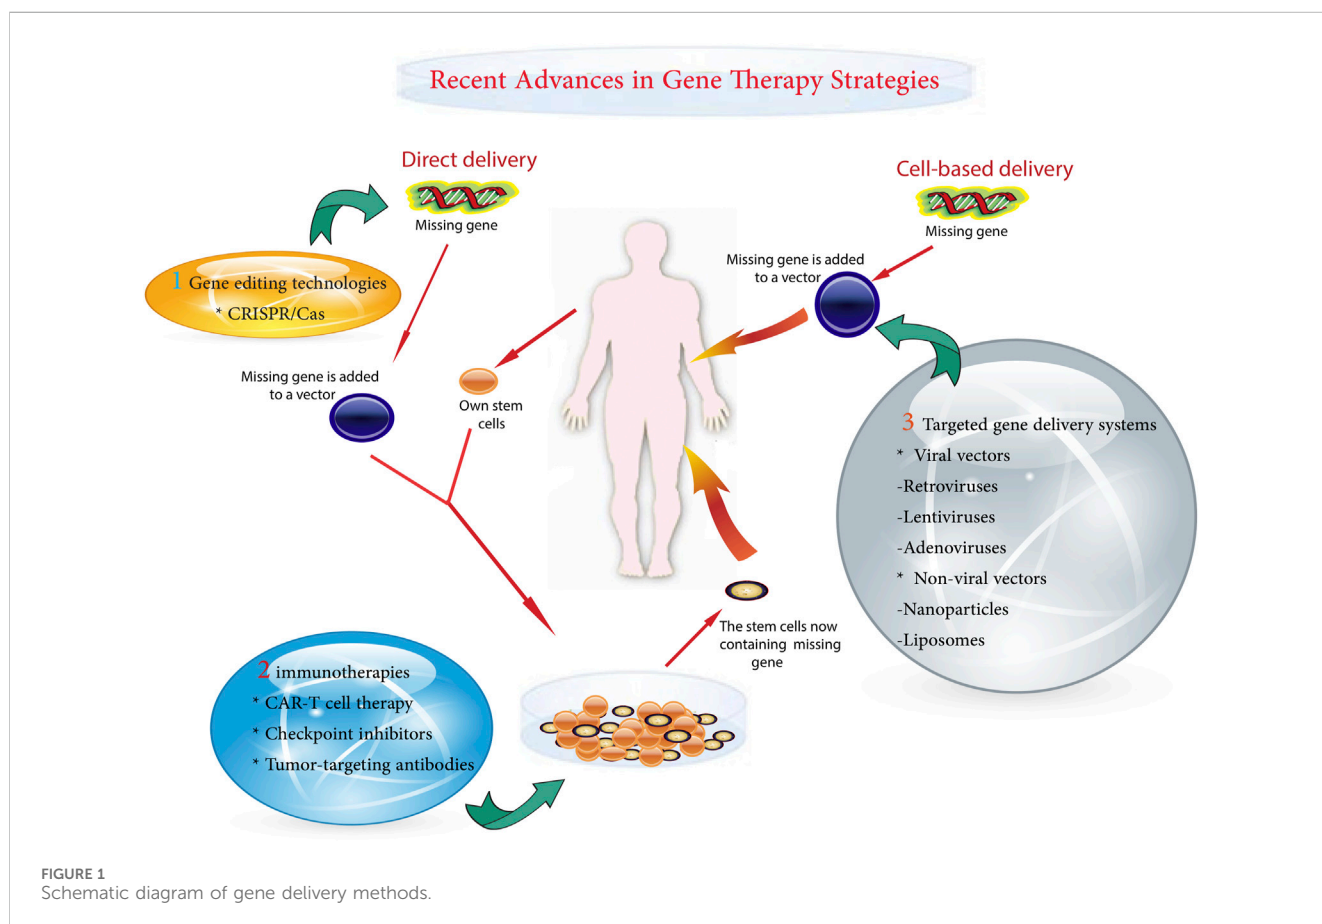 Recent Advances in Gene Therapy Strategies
Direct delivery
Missing gene
Cell-based delivery
Missing gene
1 Gene editing technologies
* CRISPR/Cas
Missing gene is added
to a vector
Missing gene is added
to a vector
Own stem
cells
3 Targeted gene delivery systems
* Viral vectors
-Retroviruses
-Lentiviruses
-Adenoviruses
* Non-viral vectors
-Nanoparticles
-Liposomes
The stem cells now
containing missing
gene
2 immunotherapies
* CAR-T cell therapy
* Checkpoint inhibitors
* Tumor-targeting antibodies
FIGURE 1
Schematic diagram of gene delivery methods.